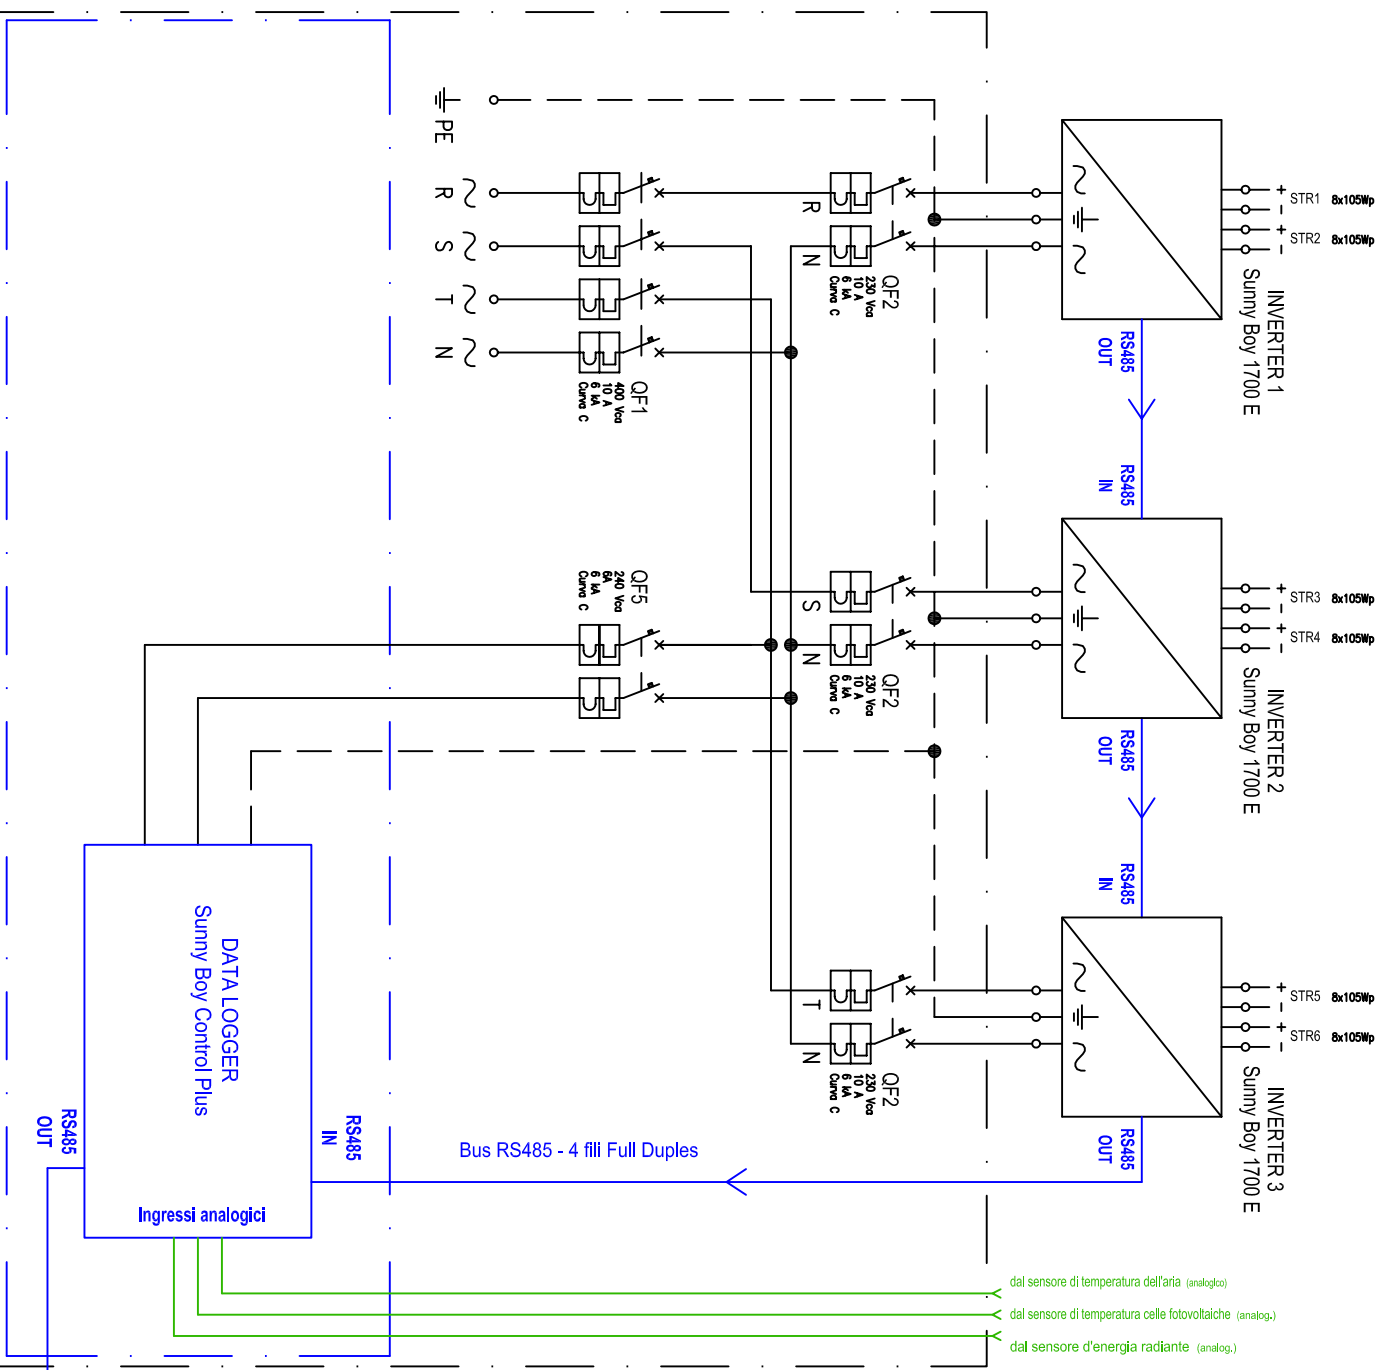 PE
R
S
T
N
QF1
400 Vca
10 A
6 kA
Curva C
R
N
QF2
230 Vca
10 A
6 kA
Curva C
+
-
+
-
STR1 8x105Wp
STR2 8x105Wp
INVERTER 1
Sunny Boy 1700 E
RS485
OUT
RS485
IN
QF5
240 Vca
6A
6 kA
Curva C
S
N
QF2
230 Vca
10 A
6 kA
Curva C
+
-
+
-
STR3 8x105Wp
STR4 8x105Wp
INVERTER 2
Sunny Boy 1700 E
RS485
OUT
RS485
IN
T
N
QF2
230 Vca
10 A
6 kA
Curva C
+
-
+
-
STR5 8x105Wp
STR6 8x105Wp
INVERTER 3
Sunny Boy 1700 E
RS485
OUT
DATA LOGGER
Sunny Boy Control Plus
RS485
IN
RS485
OUT
Bus RS485 - 4 fili Full Duples
Ingressi analogici
dal sensore di temperatura dell'aria (analogico)
dal sensore di temperatura celle fotovoltaiche (analog.)
dal sensore d'energia radiante (analog.)